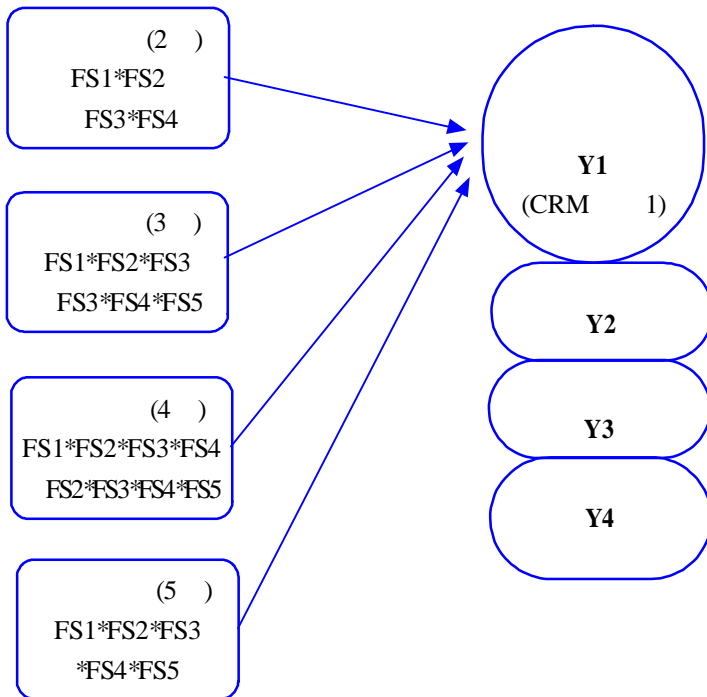 (2 )
FS1*FS2
FS3*FS4
(3 )
FS1*FS2*FS3
FS3*FS4*FS5
(4 )
FS1*FS2*FS3*FS4
FS2*FS3*FS4*FS5
(5 )
FS1*FS2*FS3
*FS4*FS5
Y1
(CRM 1)
Y2
Y3
Y4